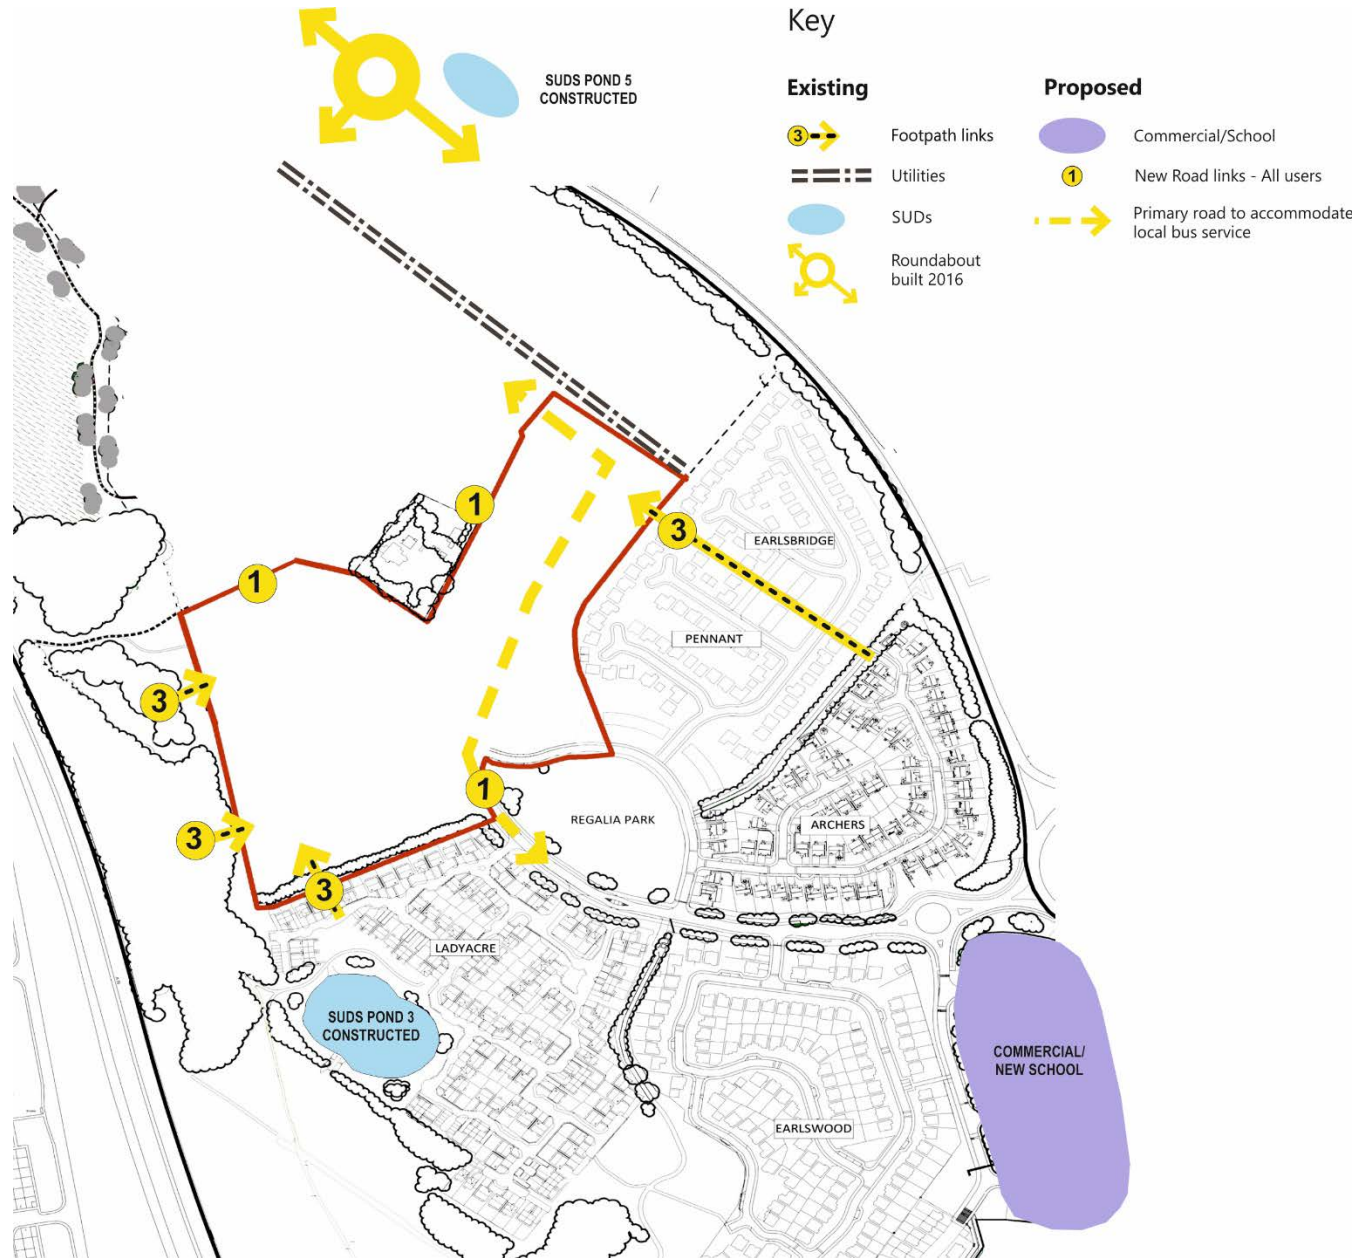 Key
Existing
Proposed
3
Footpath links
Commercial/School
Utilities
1
New Road links - All users
SUDs
Primary road to accommodate
local bus service
Roundabout
built 2016
SUDS POND 5
CONSTRUCTED
1
3
EARLSBRIDGE
1
PENNANT
3
1
REGALIA PARK
ARCHERS
3
3
LADYACRE
SUDS POND 3
CONSTRUCTED
COMMERCIAL/
NEW SCHOOL
EARLSWOOD